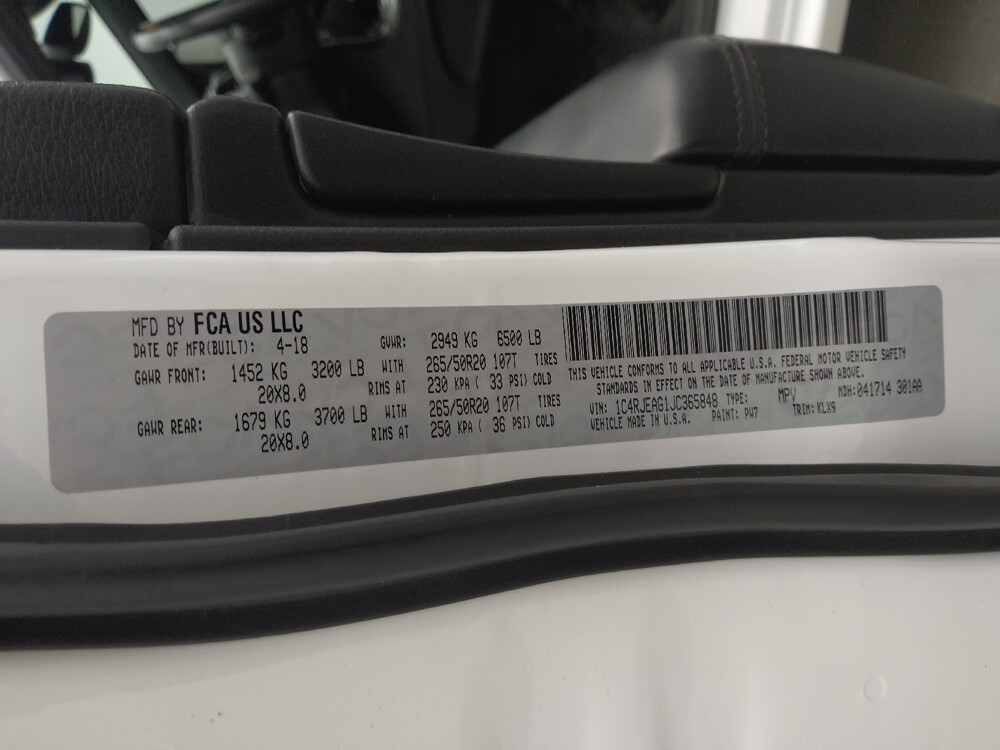 MFD BY FCA US LLC
DATE OF MFR(BUILT): 4-18 GVWR: 2949 KG 6500 LB
GAWR FRONT: 1452 KG 3200 LB WITH 265/50R20 107T TIRES
20X8.0 RIMS AT 230 KPA ( 33 PSI) COLD
GAWR REAR: 1679 KG 3700 LB WITH 265/50R20 107T TIRES
20X8.0 RIMS AT 250 KPA ( 36 PSI) COLD
THIS VEHICLE CONFORMS TO ALL APPLICABLE U.S.A. FEDERAL MOTOR VEHICLE SAFETY
STANDARDS IN EFFECT ON THE DATE OF MANUFACTURE SHOWN ABOVE.
VIN: 1C4RJEAG1JC365848 TYPE: MPV MDH: 041714 301AA
VEHICLE MADE IN U.S.A. PAINT: PW7 TRIM: KLX9